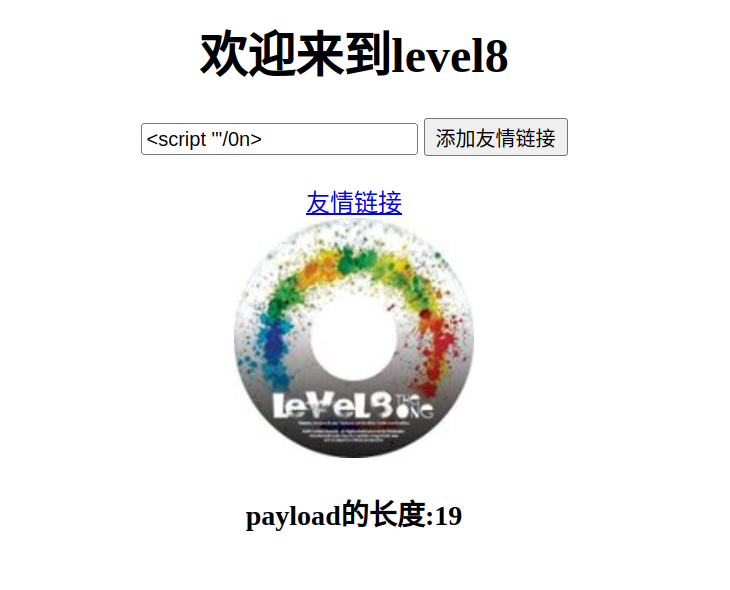 欢迎来到level8
<script '"/0n>
添加友情链接
友情链接
LeVeL8 THE ONE
payload的长度:19